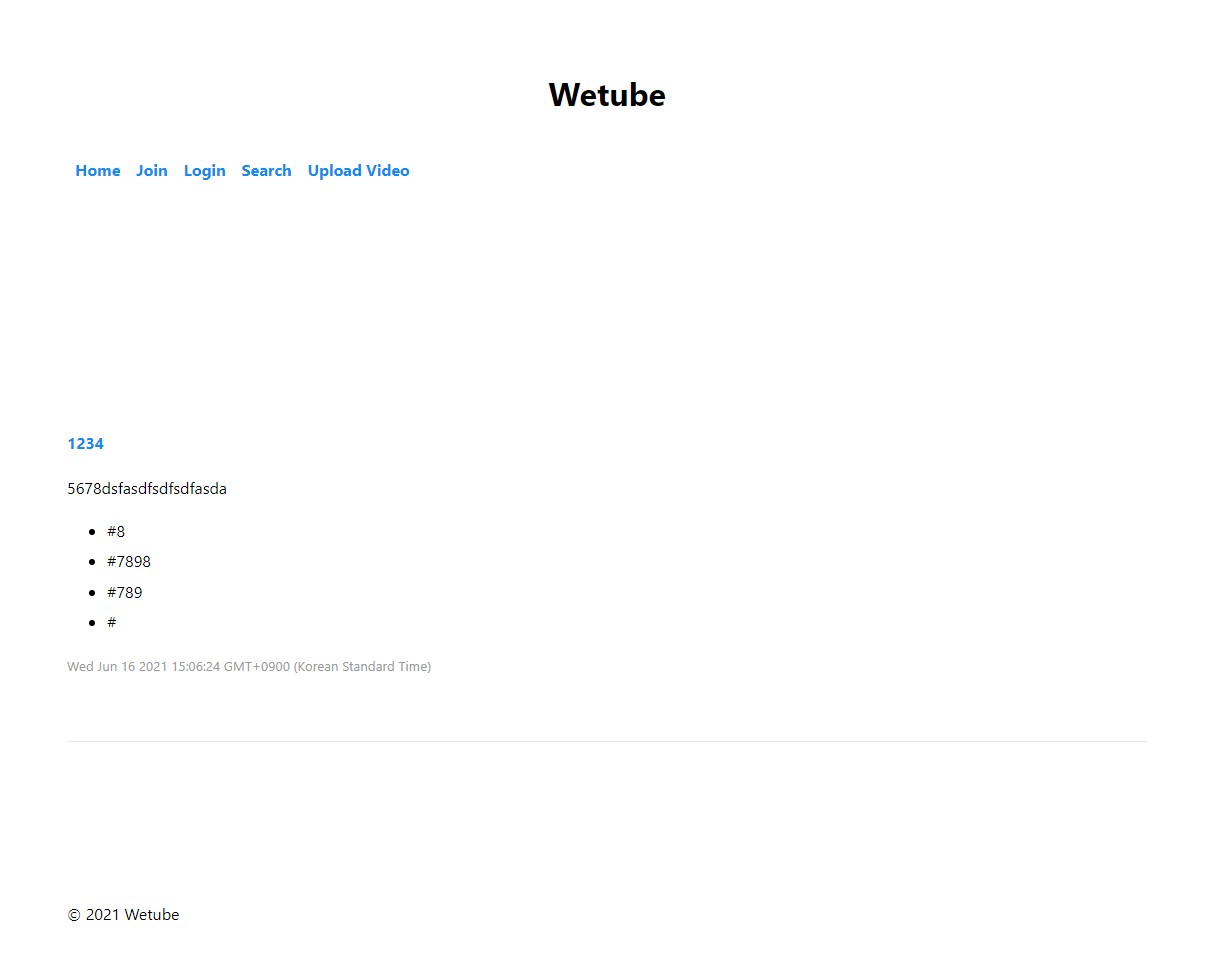 Wetube
Home Join Login Search Upload Video
1234
5678dsfasdfsdfsdfasda
• #8
• #7898
• #789
• #
Wed Jun 16 2021 15:06:24 GMT+0900 (Korean Standard Time)
© 2021 Wetube